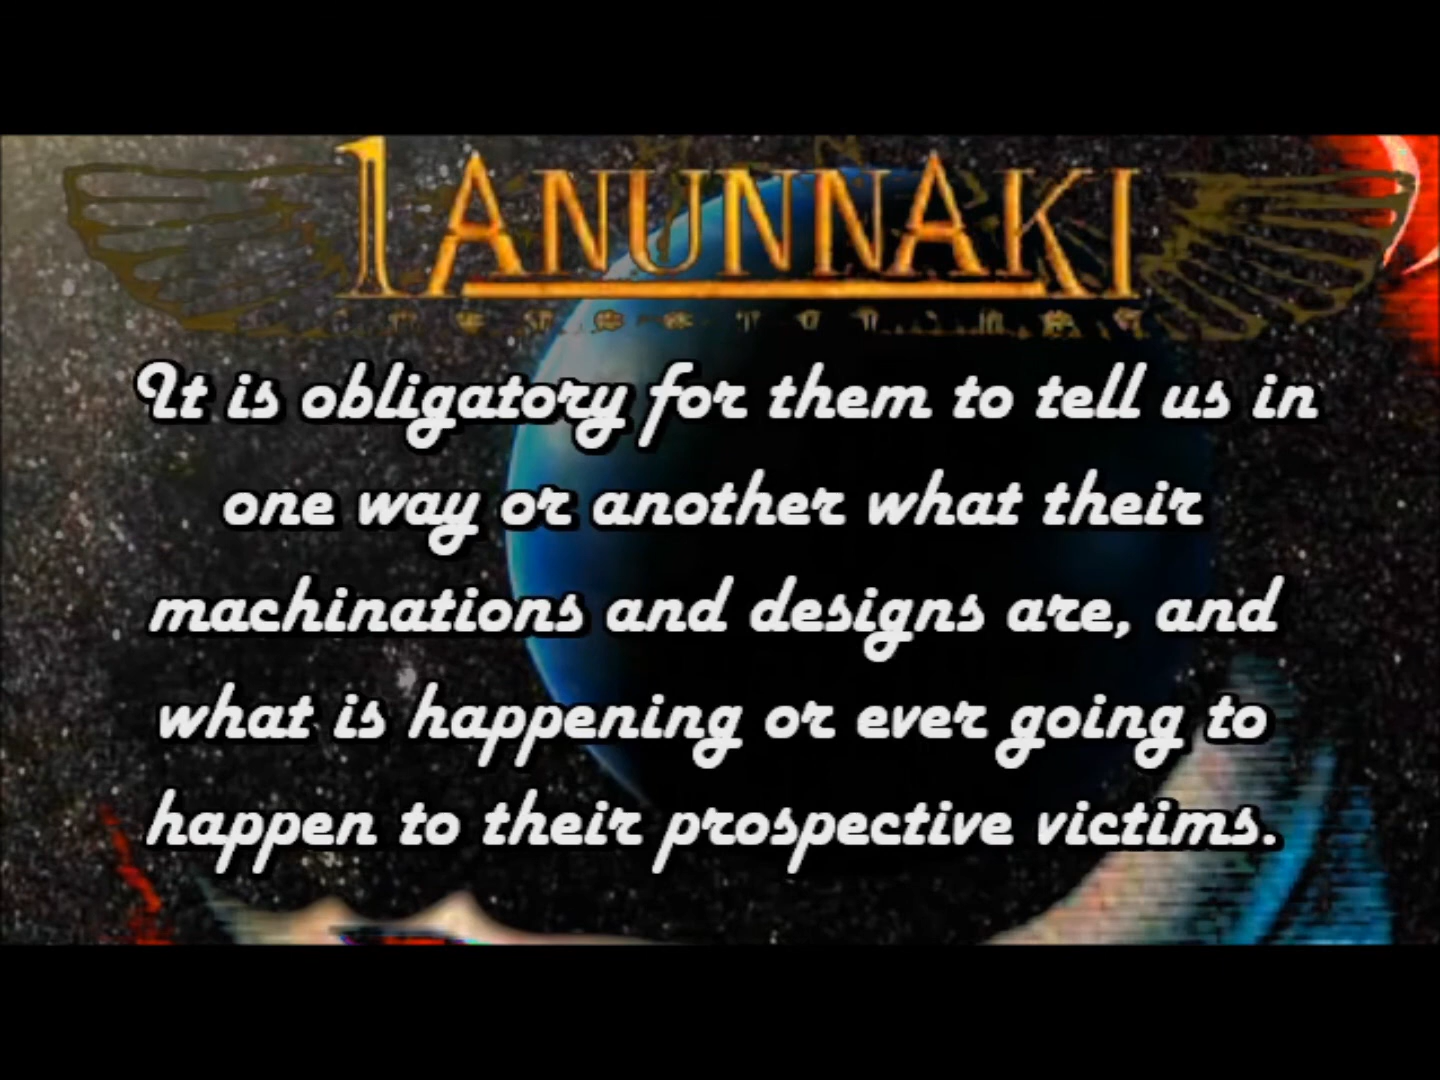 1ANUNNAKI
It is obligatory for them to tell us in
one way or another what their
machinations and designs are, and
what is happening or ever going to
happen to their prospective victims.